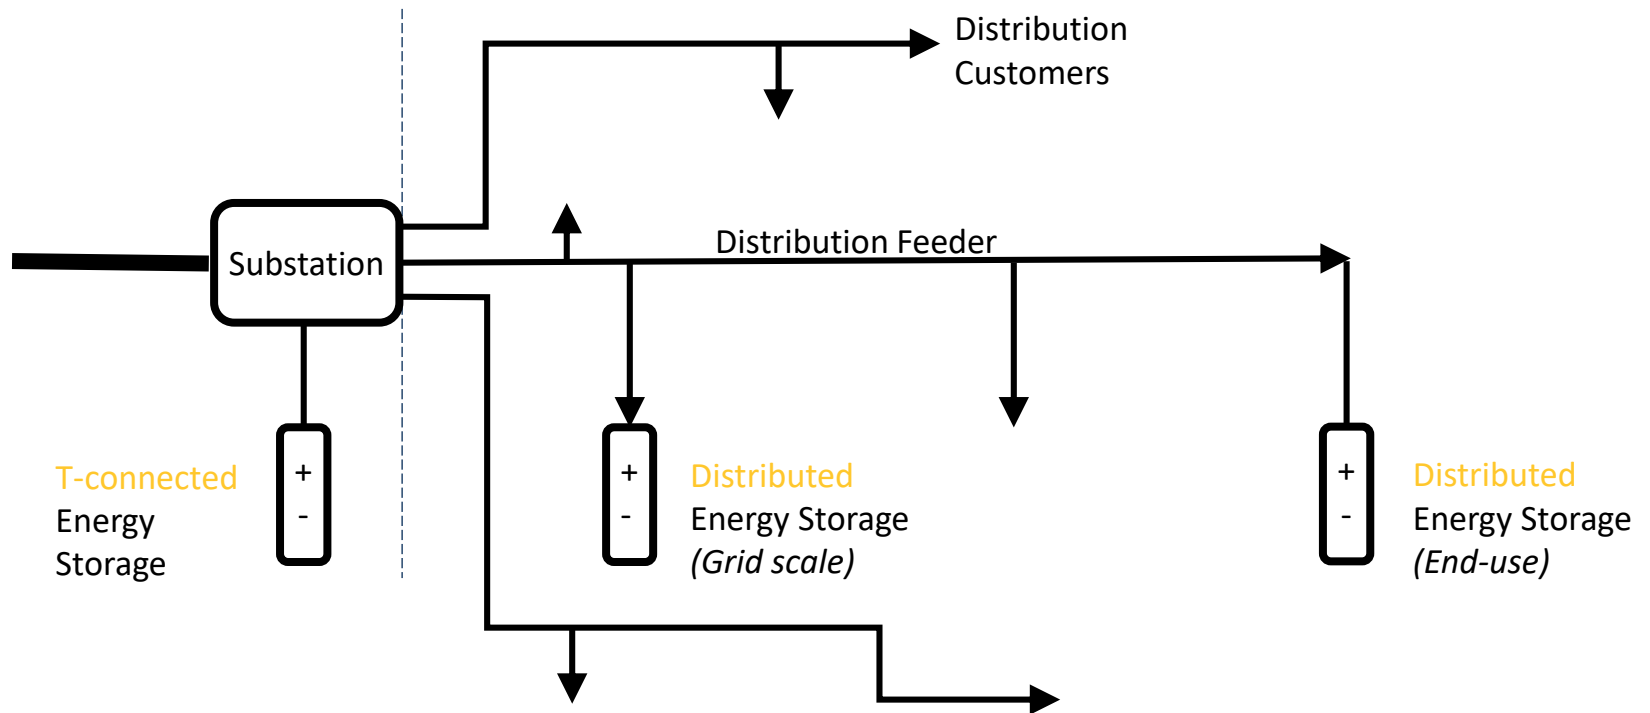 Distribution
Customers
Distribution Feeder
Substation
T-connected
Energy
Storage
+
-
+
-
Distributed
Energy Storage
(Grid scale)
+
-
Distributed
Energy Storage
(End-use)